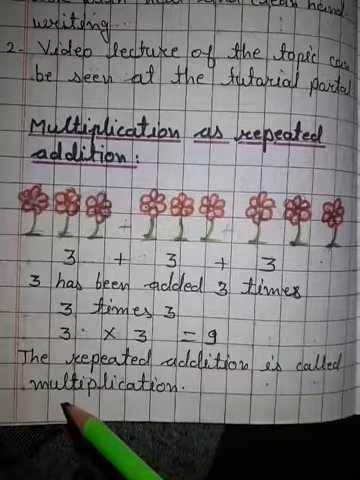 writing.
2- Video lecture of the topic can
be seen at the tutorial portal
Multiplication as repeated
addition:
+ +
3 + 3 + 3
3 has been added 3 times
3 times 3
3 × 3 = 9
The repeated addition is called
multiplication.